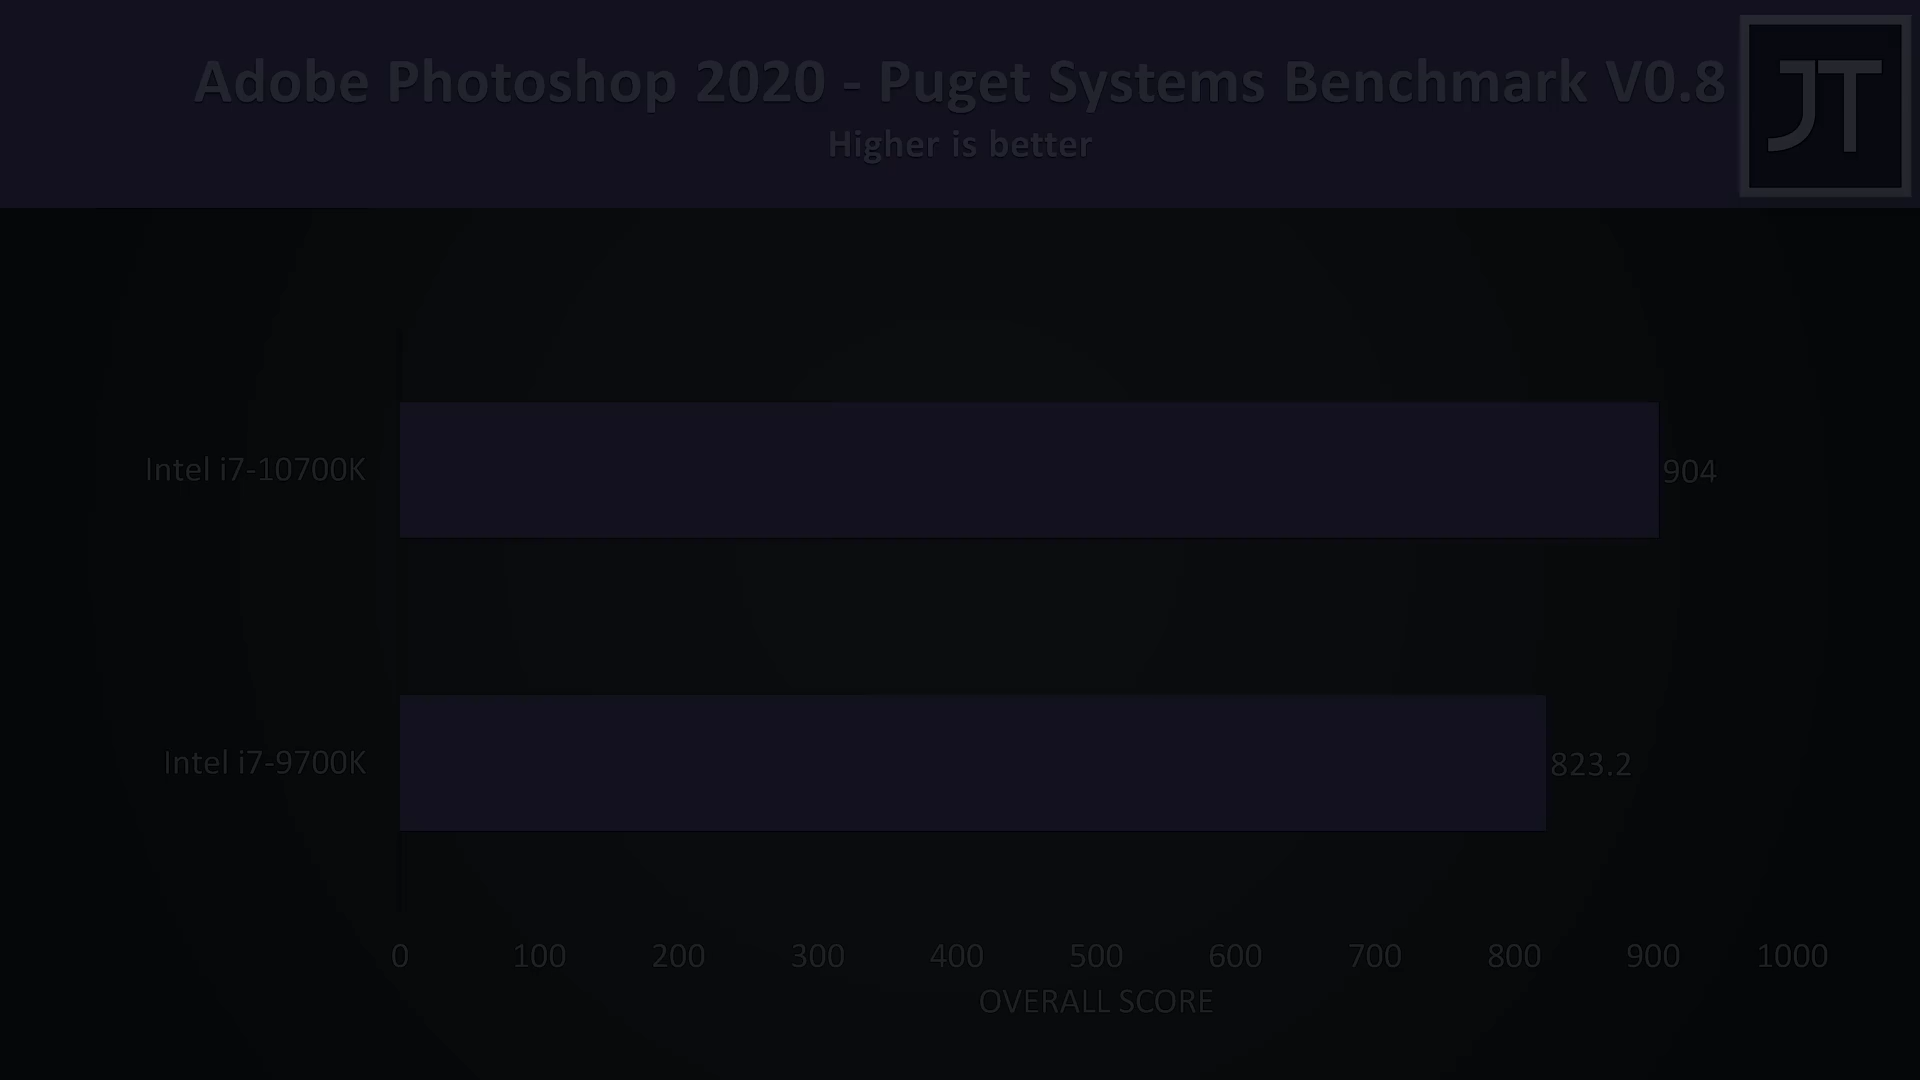 Adobe Photoshop 2020 - Puget Systems Benchmark V0.8
JT
Higher is better
Intel i7-10700K
904
Intel i7-9700K
823.2
0 100 200 300 400 500 600 700 800 900 1000
OVERALL SCORE